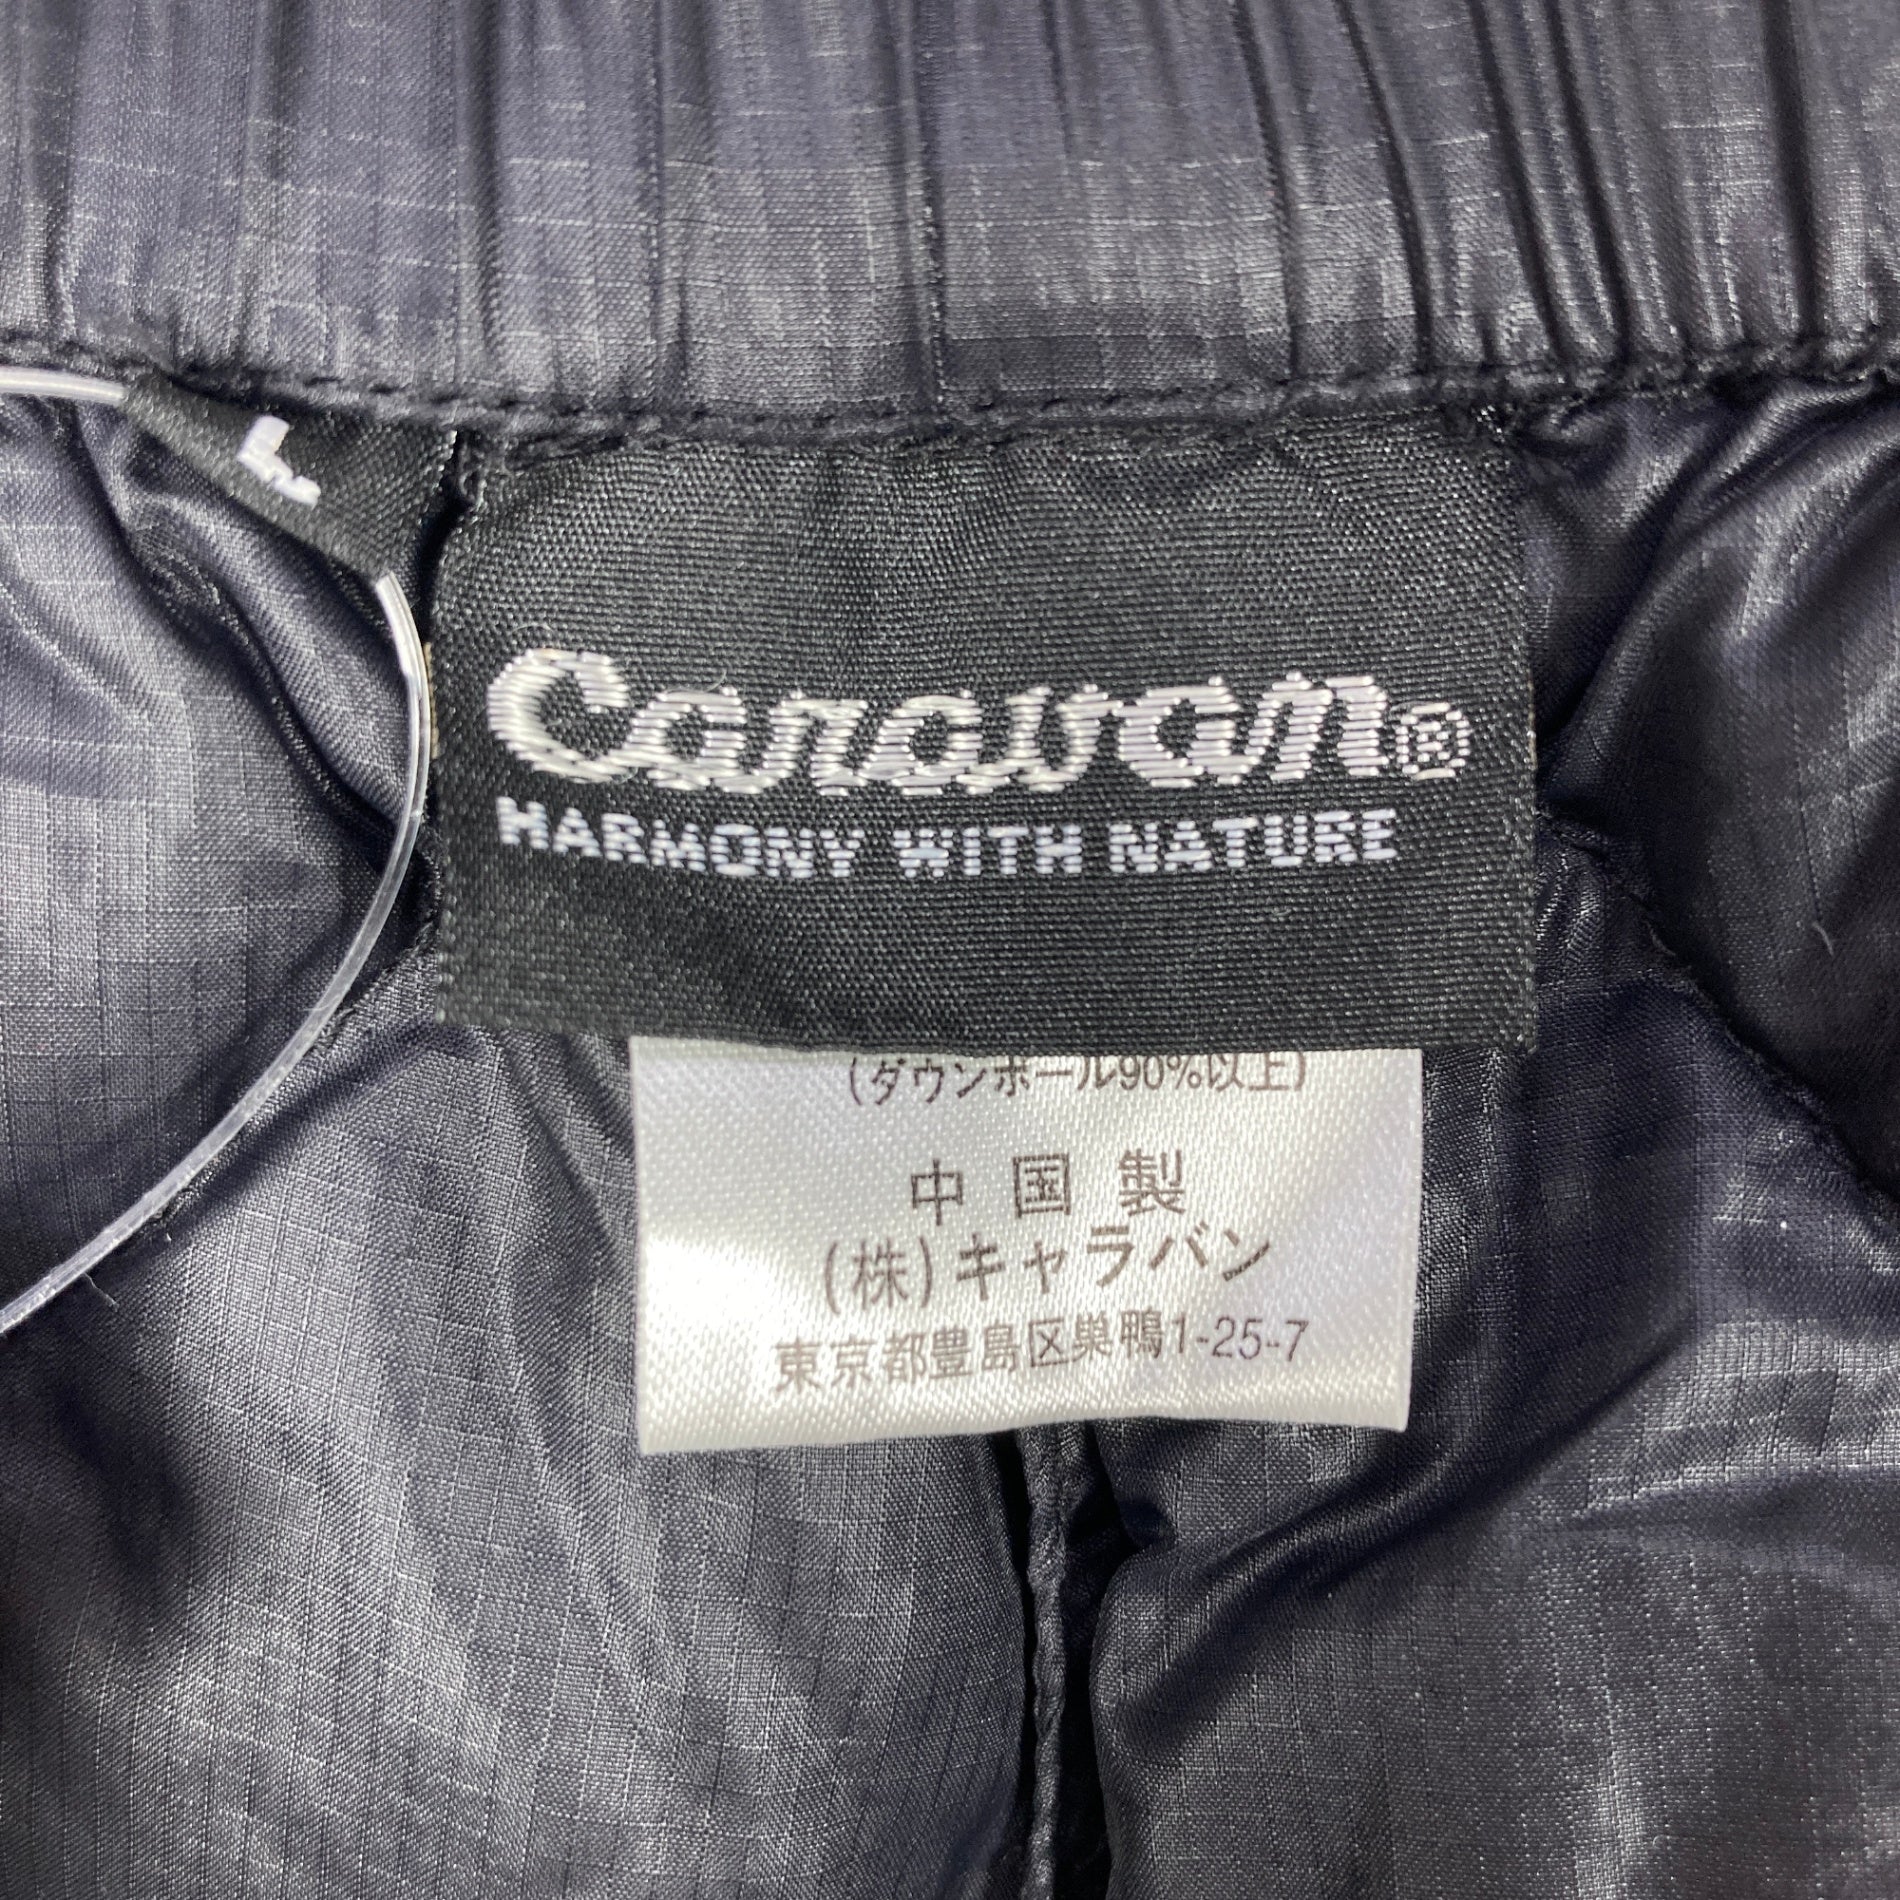 L
Caravan®
HARMONY WITH NATURE
(ダウンボール90%以上)
中国製
(株)キャラバン
東京都豊島区巣鴨1-25-7